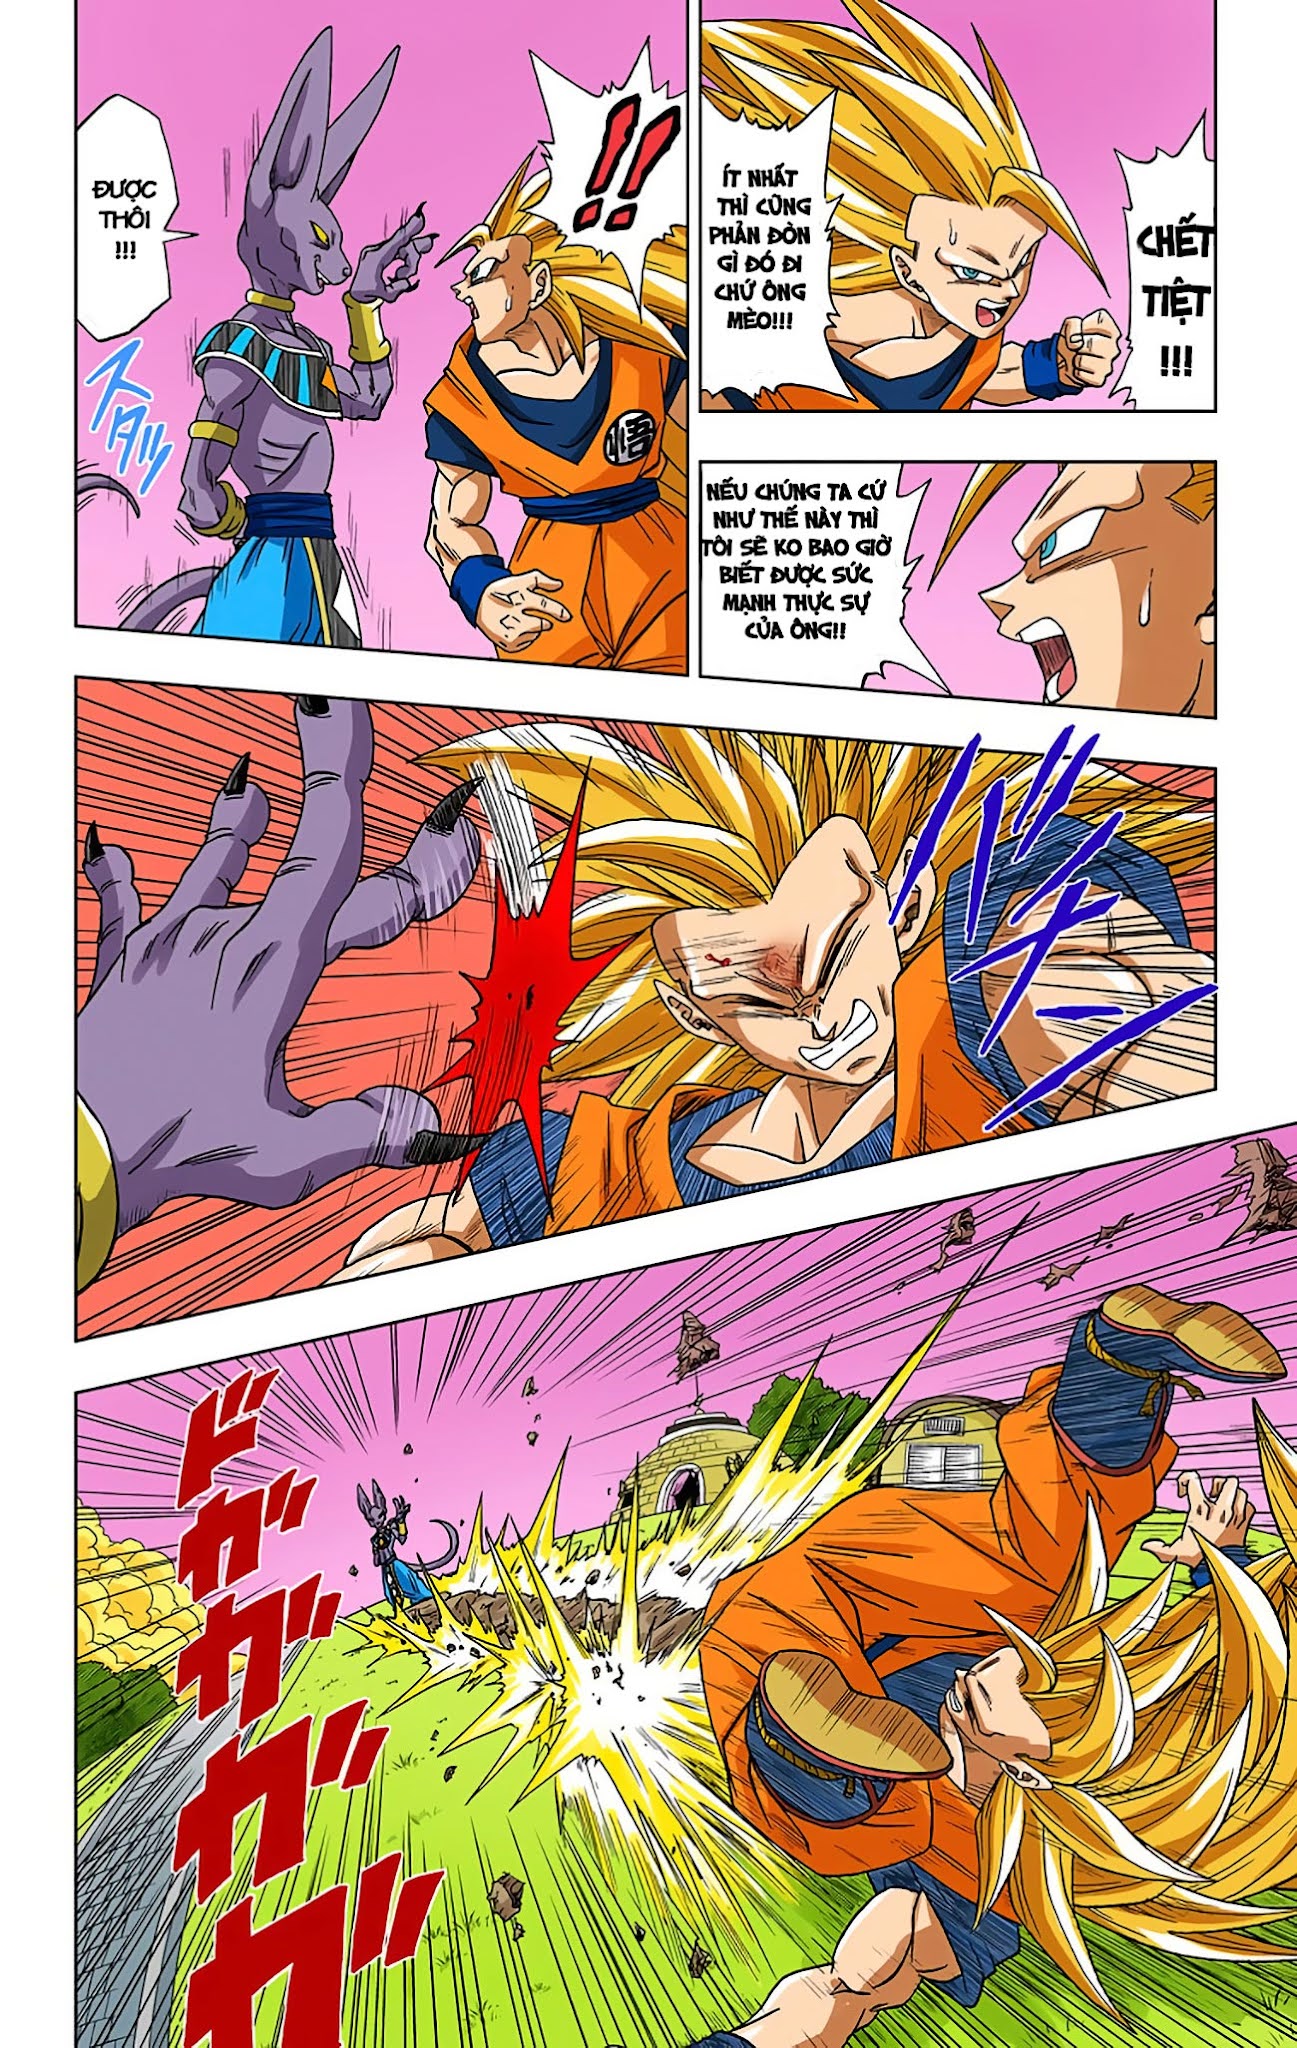 CHẾT
TIỆT
!!!
ÍT NHẤT
THÌ CŨNG
PHẢN ĐÒN
GÌ ĐÓ ĐI
CHỨ ÔNG
MÈO!!!
NẾU CHÚNG TA CỨ
NHƯ THẾ NÀY THÌ
TÔI SẼ KO BAO GIỜ
BIẾT ĐƯỢC SỨC
MẠNH THỰC SỰ
CỦA ÔNG!!
!!
ĐƯỢC
THÔI
!!!
スタッ
悟
バチン
ドガガガガ